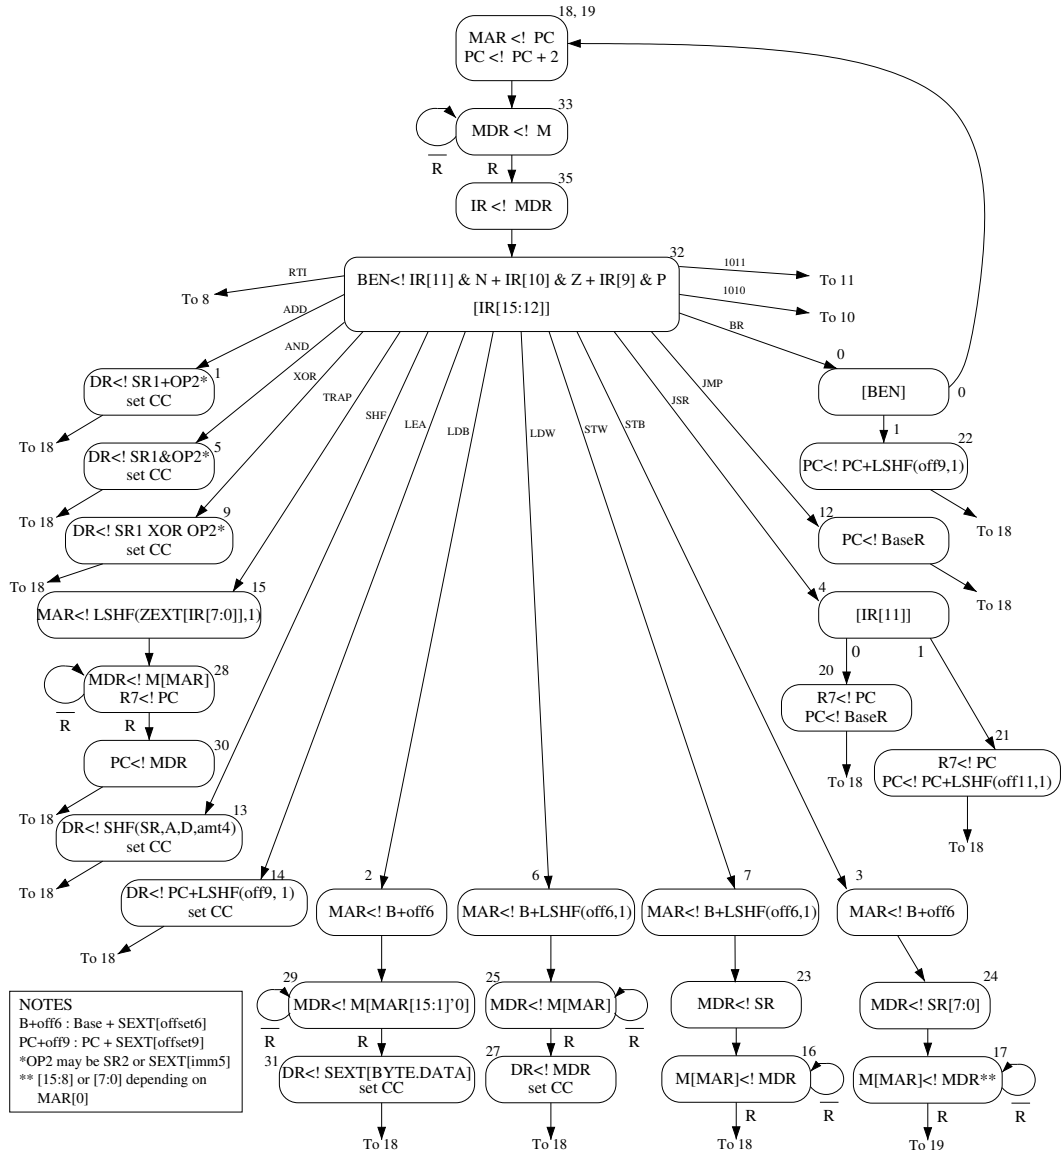 18, 19
MAR <! PC
PC <! PC + 2
33
MDR <! M
R
R
35
IR <! MDR
32
BEN<! IR[11] & N + IR[10] & Z + IR[9] & P
[IR[15:12]]
RTI
To 8
1011
To 11
1010
To 10
ADD
AND
XOR
TRAP
SHF
LEA
LDB
LDW
STW
STB
JSR
JMP
BR
1
DR<! SR1+OP2*
set CC
To 18
5
DR<! SR1&OP2*
set CC
To 18
9
DR<! SR1 XOR OP2*
set CC
To 18
15
MAR<! LSHF(ZEXT[IR[7:0]],1)
28
MDR<! M[MAR]
R7<! PC
R
R
30
PC<! MDR
To 18
13
DR<! SHF(SR,A,D,amt4)
set CC
To 18
14
DR<! PC+LSHF(off9, 1)
set CC
To 18
0
[BEN]
0
1
22
PC<! PC+LSHF(off9,1)
To 18
12
PC<! BaseR
To 18
4
[IR[11]]
0
1
20
R7<! PC
PC<! BaseR
To 18
21
R7<! PC
PC<! PC+LSHF(off11,1)
To 18
2
MAR<! B+off6
29
MDR<! M[MAR[15:1]'0]
R
R
31
DR<! SEXT[BYTE.DATA]
set CC
To 18
6
MAR<! B+LSHF(off6,1)
25
MDR<! M[MAR]
R
R
27
DR<! MDR
set CC
To 18
7
MAR<! B+LSHF(off6,1)
23
MDR<! SR
16
M[MAR]<! MDR
R
R
To 18
3
MAR<! B+off6
24
MDR<! SR[7:0]
17
M[MAR]<! MDR**
R
R
To 19
NOTES
B+off6 : Base + SEXT[offset6]
PC+off9 : PC + SEXT[offset9]
*OP2 may be SR2 or SEXT[imm5]
** [15:8] or [7:0] depending on
MAR[0]